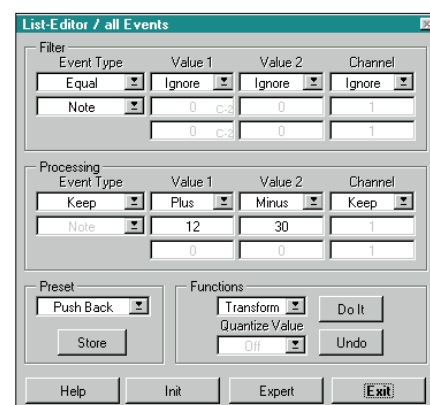 List-Editor / all Events
Filter
Event Type Value 1 Value 2 Channel
Equal Ignore Ignore Ignore
Note 0 C-2 0 1
0 C-2 0 1
Processing
Event Type Value 1 Value 2 Channel
Keep Plus Minus Keep
Note 12 30 1
0 0 1
Preset Functions
Push Back Transform Do It
Quantize Value
Store Off Undo
Help Init Expert Exit